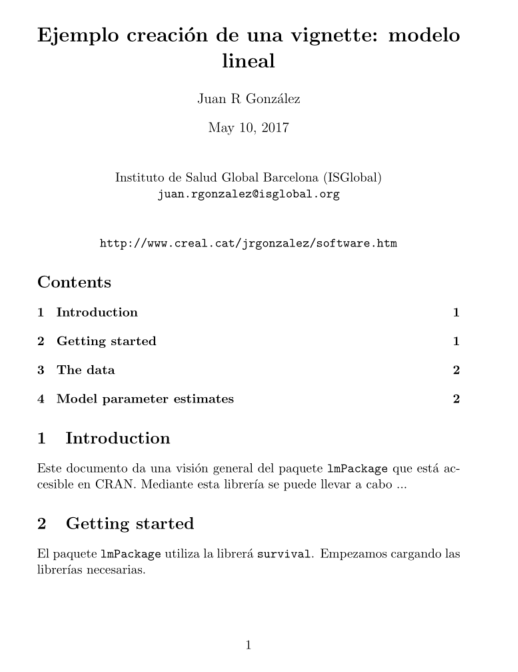 Ejemplo creación de una vignette: modelo
lineal
Juan R González
May 10, 2017
Instituto de Salud Global Barcelona (ISGlobal)
juan.rgonzalez@isglobal.org
http://www.creal.cat/jrgonzalez/software.htm
Contents
1 Introduction 1
2 Getting started 1
3 The data 2
4 Model parameter estimates 2
1 Introduction
Este documento da una visión general del paquete lmPackage que está ac-
cesible en CRAN. Mediante esta librería se puede llevar a cabo ...
2 Getting started
El paquete lmPackage utiliza la librerá survival. Empezamos cargando las
librerías necesarias.
1